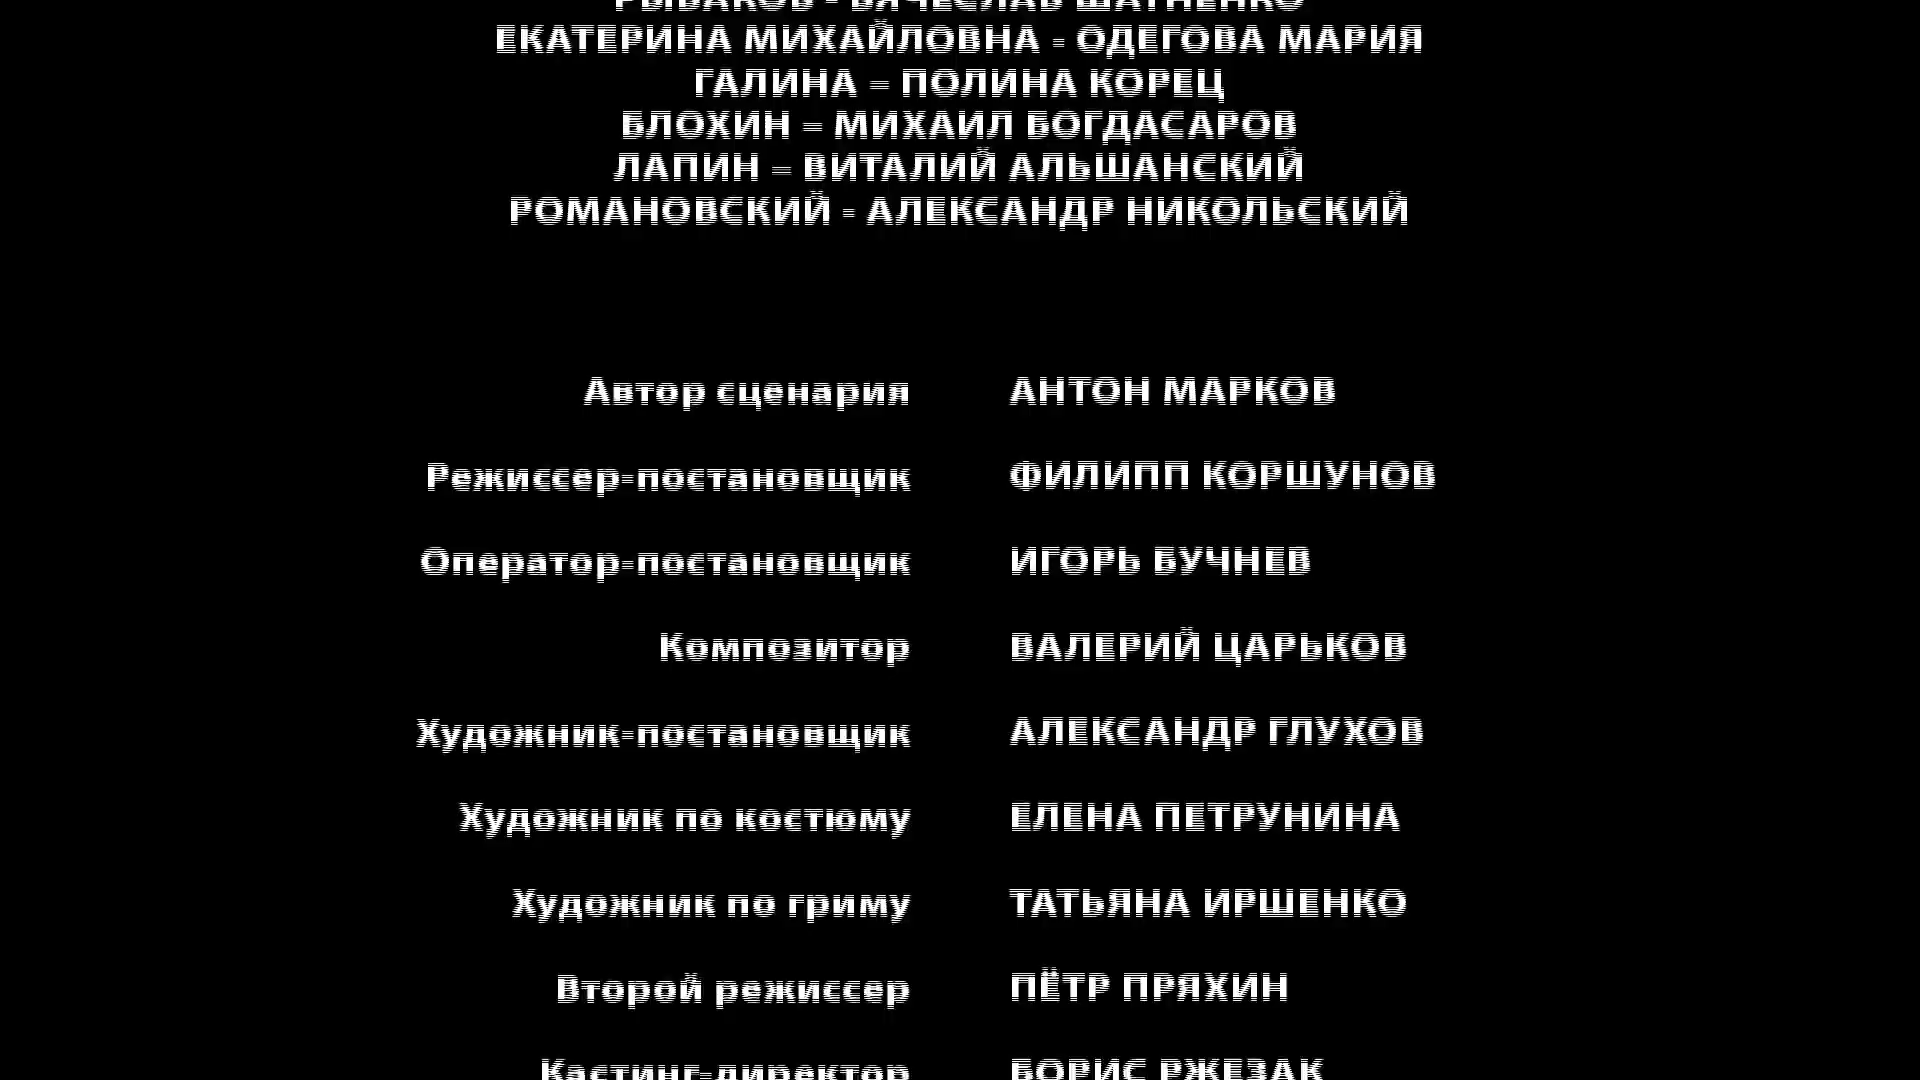 РЫБАКОВ - ВЯЧЕСЛАВ
ЕКАТЕРИНА МИХАЙЛОВНА - ОДЕГОВА МАРИЯ
ГАЛИНА – ПОЛИНА КОРЕЦ
БЛОХИН – МИХАИЛ БОГДАСАРОВ
ЛАПИН – ВИТАЛИЙ АЛЬШАНСКИЙ
РОМАНОВСКИЙ - АЛЕКСАНДР НИКОЛЬСКИЙ
Автор сценария АНТОН МАРКОВ
Режиссер-постановщик ФИЛИПП КОРШУНОВ
Оператор-постановщик ИГОРЬ БУЧНЕВ
Композитор ВАЛЕРИЙ ЦАРЬКОВ
Художник-постановщик АЛЕКСАНДР ГЛУХОВ
Художник по костюму ЕЛЕНА ПЕТРУНИНА
Художник по гриму ТАТЬЯНА ИРШЕНКО
Второй режиссер ПЁТР ПРЯХИН
Кастинг-директор БОРИС РЖЕЗАК